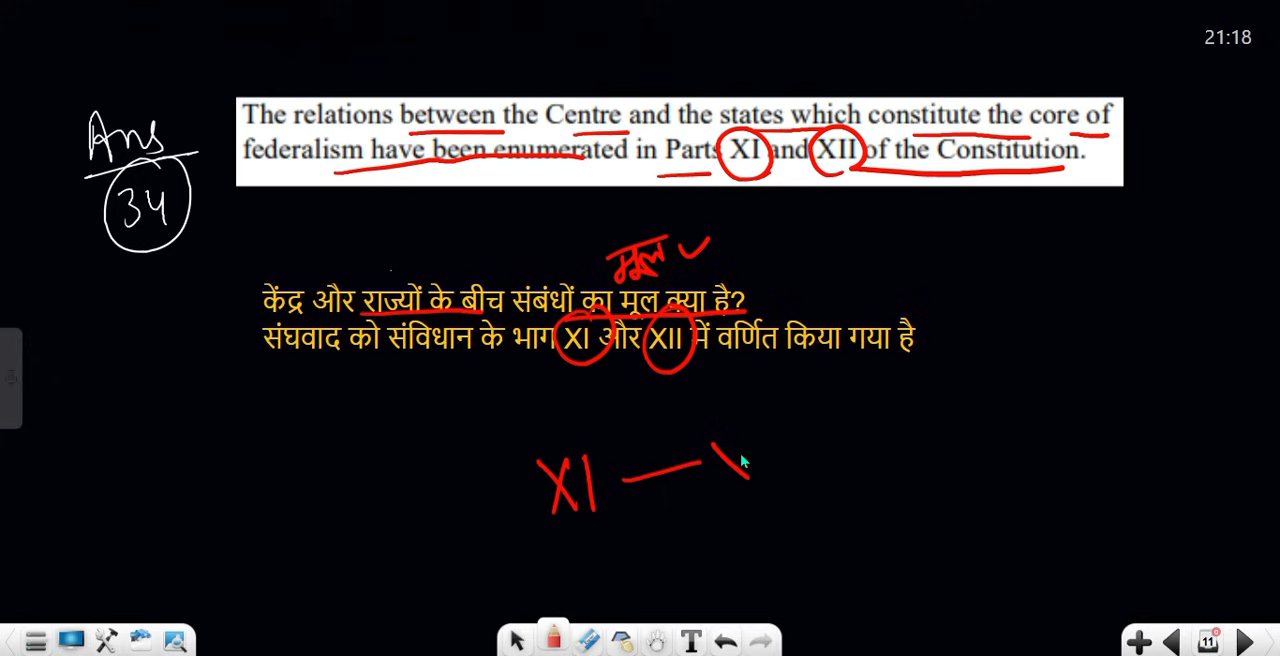 21:18
Ans
34
The relations between the Centre and the states which constitute the core of
federalism have been enumerated in Parts XI and XII of the Constitution.
मूल
केंद्र और राज्यों के बीच संबंधों का मूल क्या है?
संघवाद को संविधान के भाग XI और XII में वर्णित किया गया है
XI —
T
11